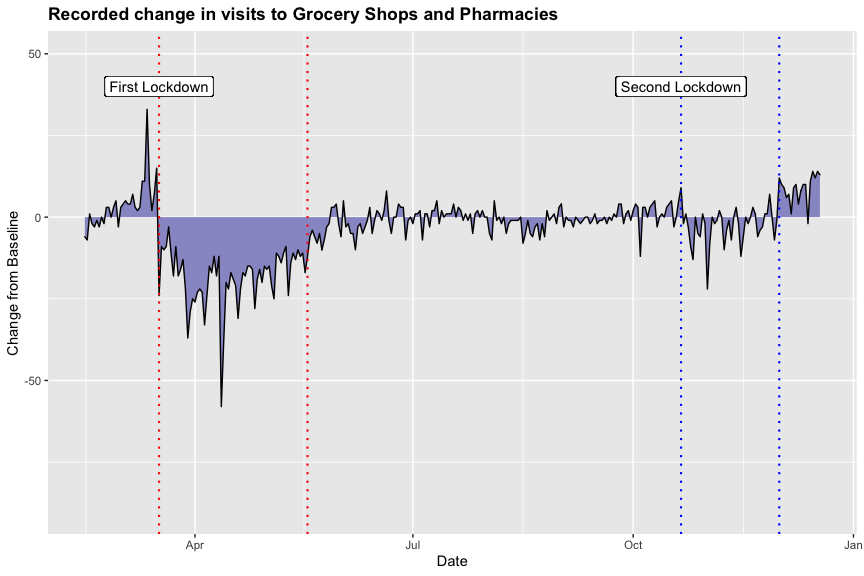 Recorded change in visits to Grocery Shops and Pharmacies
50
First Lockdown
Second Lockdown
0
Change from Baseline
-50
Apr
Jul
Oct
Jan
Date